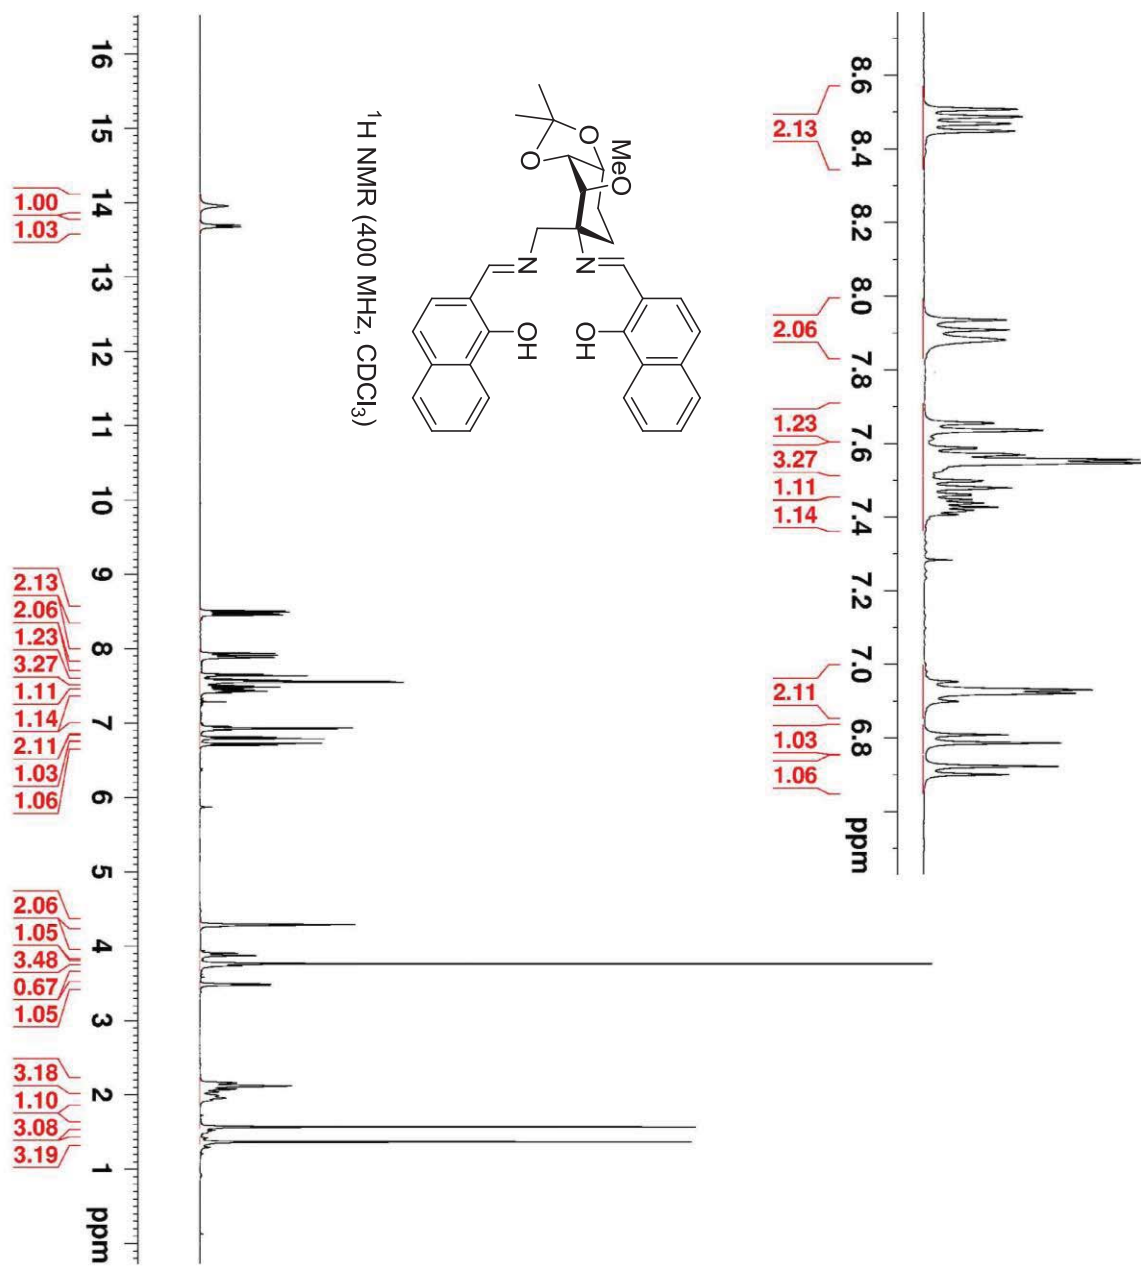 8.6 8.4 8.2 8.0 7.8 7.6 7.4 7.2 7.0 6.8 ppm
2.13
2.06
1.23
3.27
1.11
1.14
2.11
1.03
1.06
MeO
O
O
O
N
N
OH
OH
¹H NMR (400 MHz, CDCl₃)
16 15 14 13 12 11 10 9 8 7 6 5 4 3 2 1 ppm
1.00
1.03
2.13
2.06
1.23
3.27
1.11
1.14
2.11
1.03
1.06
2.06
1.05
3.48
0.67
1.05
3.18
1.10
3.08
3.19